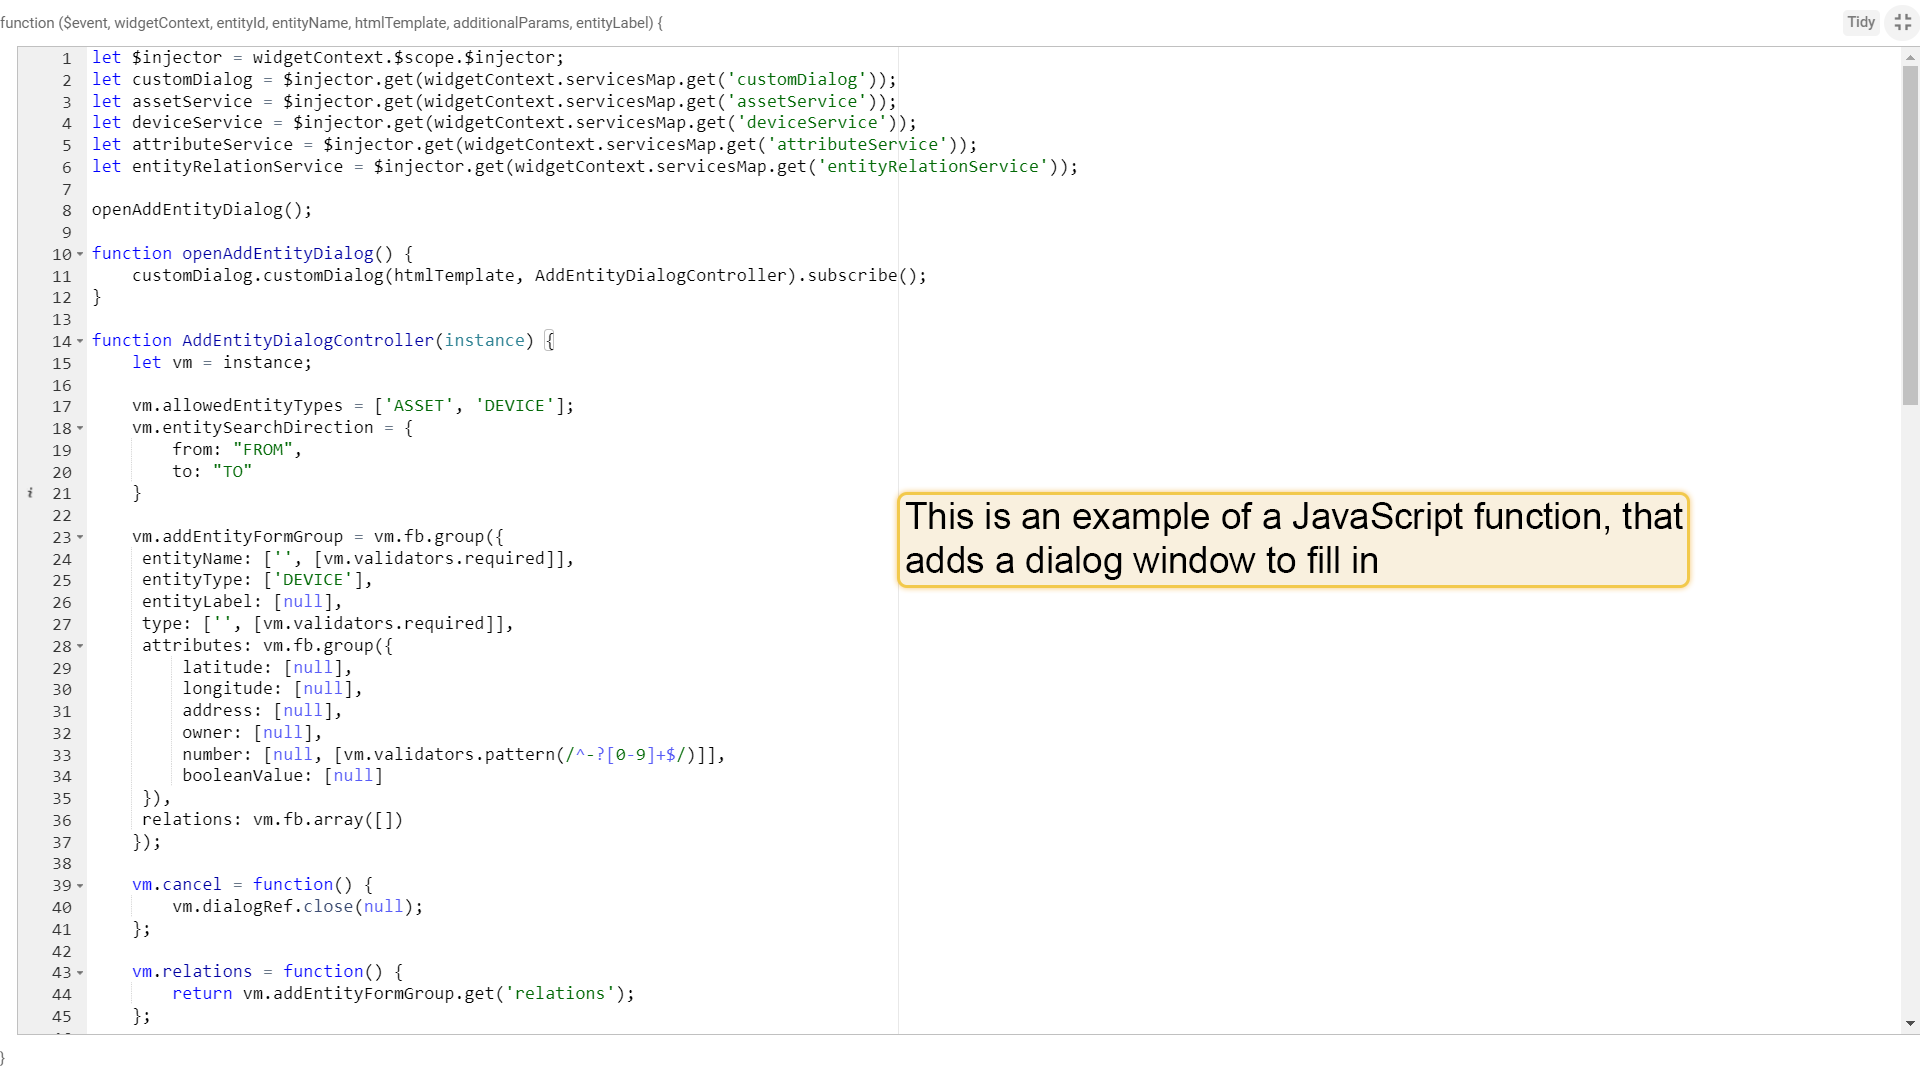 function ($event, widgetContext, entityId, entityName, htmlTemplate, additionalParams, entityLabel) {
Tidy
1 let $injector = widgetContext.$scope.$injector;
2 let customDialog = $injector.get(widgetContext.servicesMap.get('customDialog'));
3 let assetService = $injector.get(widgetContext.servicesMap.get('assetService'));
4 let deviceService = $injector.get(widgetContext.servicesMap.get('deviceService'));
5 let attributeService = $injector.get(widgetContext.servicesMap.get('attributeService'));
6 let entityRelationService = $injector.get(widgetContext.servicesMap.get('entityRelationService'));
7
8 openAddEntityDialog();
9
10 function openAddEntityDialog() {
11     customDialog.customDialog(htmlTemplate, AddEntityDialogController).subscribe();
12 }
13
14 function AddEntityDialogController(instance) {
15     let vm = instance;
16
17     vm.allowedEntityTypes = ['ASSET', 'DEVICE'];
18     vm.entitySearchDirection = {
19         from: "FROM",
20         to: "TO"
i 21     }
22
23     vm.addEntityFormGroup = vm.fb.group({
24      entityName: ['', [vm.validators.required]],
25      entityType: ['DEVICE'],
26      entityLabel: [null],
27      type: ['', [vm.validators.required]],
28      attributes: vm.fb.group({
29          latitude: [null],
30          longitude: [null],
31          address: [null],
32          owner: [null],
33          number: [null, [vm.validators.pattern(/^-?[0-9]+$/)]],
34          booleanValue: [null]
35      }),
36      relations: vm.fb.array([])
37     });
38
39     vm.cancel = function() {
40         vm.dialogRef.close(null);
41     };
42
43     vm.relations = function() {
44         return vm.addEntityFormGroup.get('relations');
45     };
}
This is an example of a JavaScript function, that
adds a dialog window to fill in